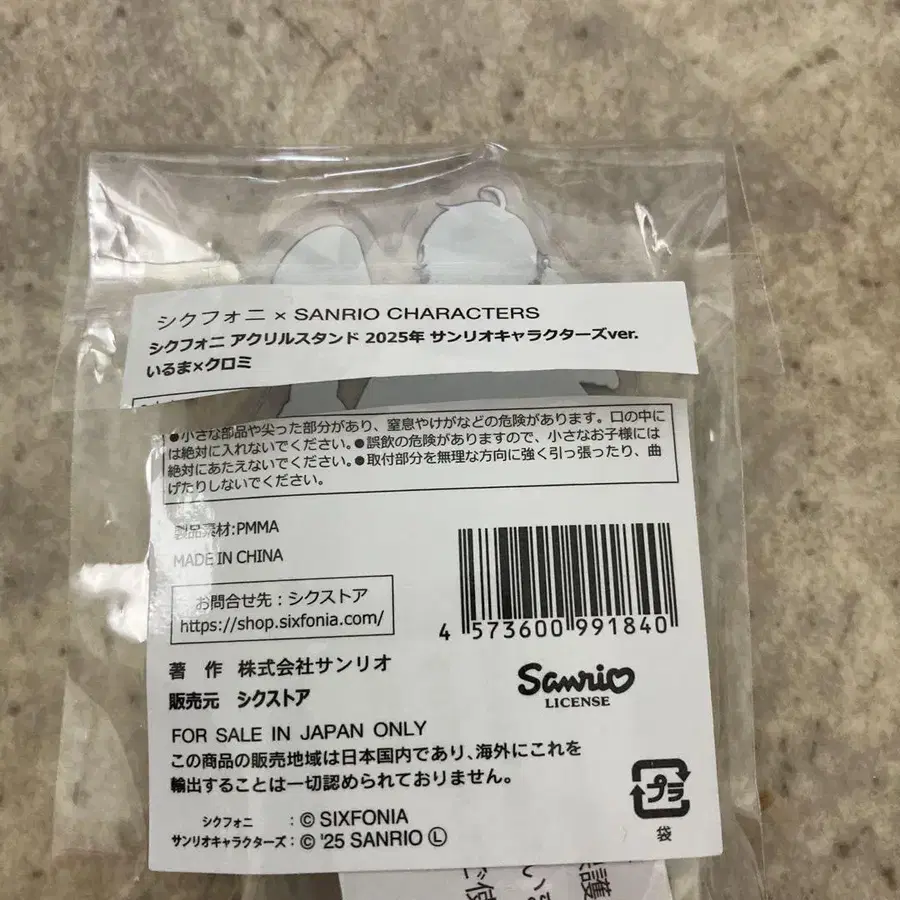 シクフォニ × SANRIO CHARACTERS
シクフォニ アクリルスタンド 2025年 サンリオキャラクターズver.
いるま×クロミ
●小さな部品や尖った部分があり、窒息やけがなどの危険があります。口の中に
は絶対に入れないでください。●誤飲の危険がありますので、小さなお子様には
絶対にあたえないでください。●取付部分を無理な方向に強く引っ張ったり、曲
げたりしないでください。
製品素材:PMMA
MADE IN CHINA
お問合せ先：シクストア
https://shop.sixfonia.com/
4 573600 991840
著 作 株式会社サンリオ
販売元 シクストア
Sanrio
LICENSE
FOR SALE IN JAPAN ONLY
この商品の販売地域は日本国内であり、海外にこれを
輸出することは一切認められておりません。
プラ
袋
シクフォニ ：© SIXFONIA
サンリオキャラクターズ：© '25 SANRIO Ⓛ